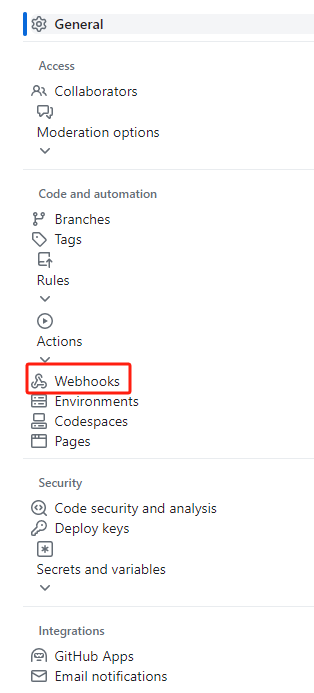 General
Access
Collaborators
Moderation options
Code and automation
Branches
Tags
Rules
Actions
Webhooks
Environments
Codespaces
Pages
Security
Code security and analysis
Deploy keys
Secrets and variables
Integrations
GitHub Apps
Email notifications